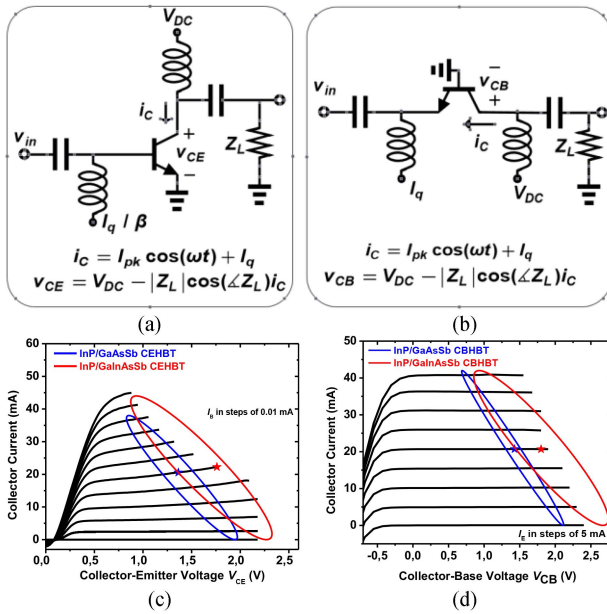 V_DC
i_C
+
v_CE
−
Z_L
v_in
I_q / β
i_C = I_pk cos(ωt) + I_q
v_CE = V_DC − |Z_L| cos(∡Z_L) i_C
(a)
−
v_CB
+
v_in
i_C
Z_L
I_q
V_DC
i_C = I_pk cos(ωt) + I_q
v_CB = V_DC − |Z_L| cos(∡Z_L) i_C
(b)
InP/GaAsSb CEHBT
InP/GaInAsSb CEHBT
I_B in steps of 0.01 mA
Collector Current (mA)
60
50
40
30
20
10
0
0,0 0,5 1,0 1,5 2,0 2,5
Collector-Emitter Voltage V_CE (V)
(c)
InP/GaAsSb CBHBT
InP/GaInAsSb CBHBT
I_E in steps of 5 mA
Collector Current (mA)
50
40
30
20
10
0
-0,5 0,0 0,5 1,0 1,5 2,0 2,5
Collector-Base Voltage V_CB (V)
(d)